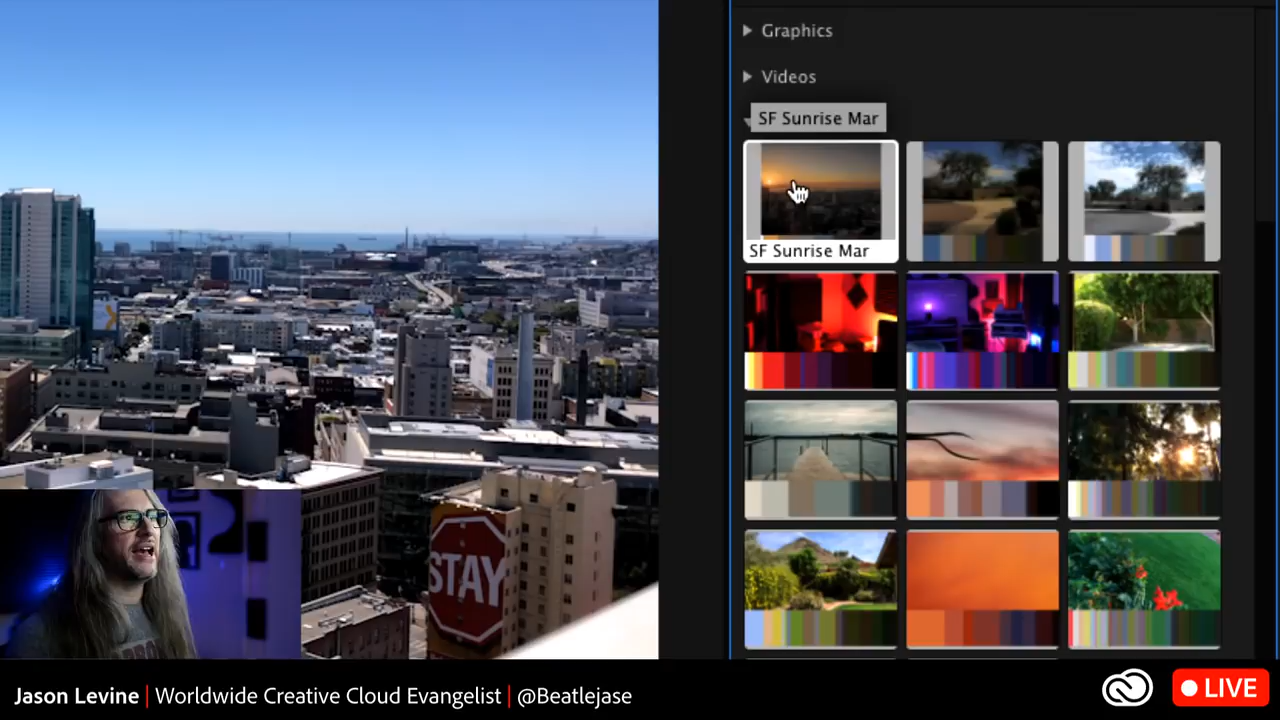 Graphics
Videos
SF Sunrise Mar
SF Sunrise Mar
STAY
Jason Levine | Worldwide Creative Cloud Evangelist | @Beatlejase
LIVE